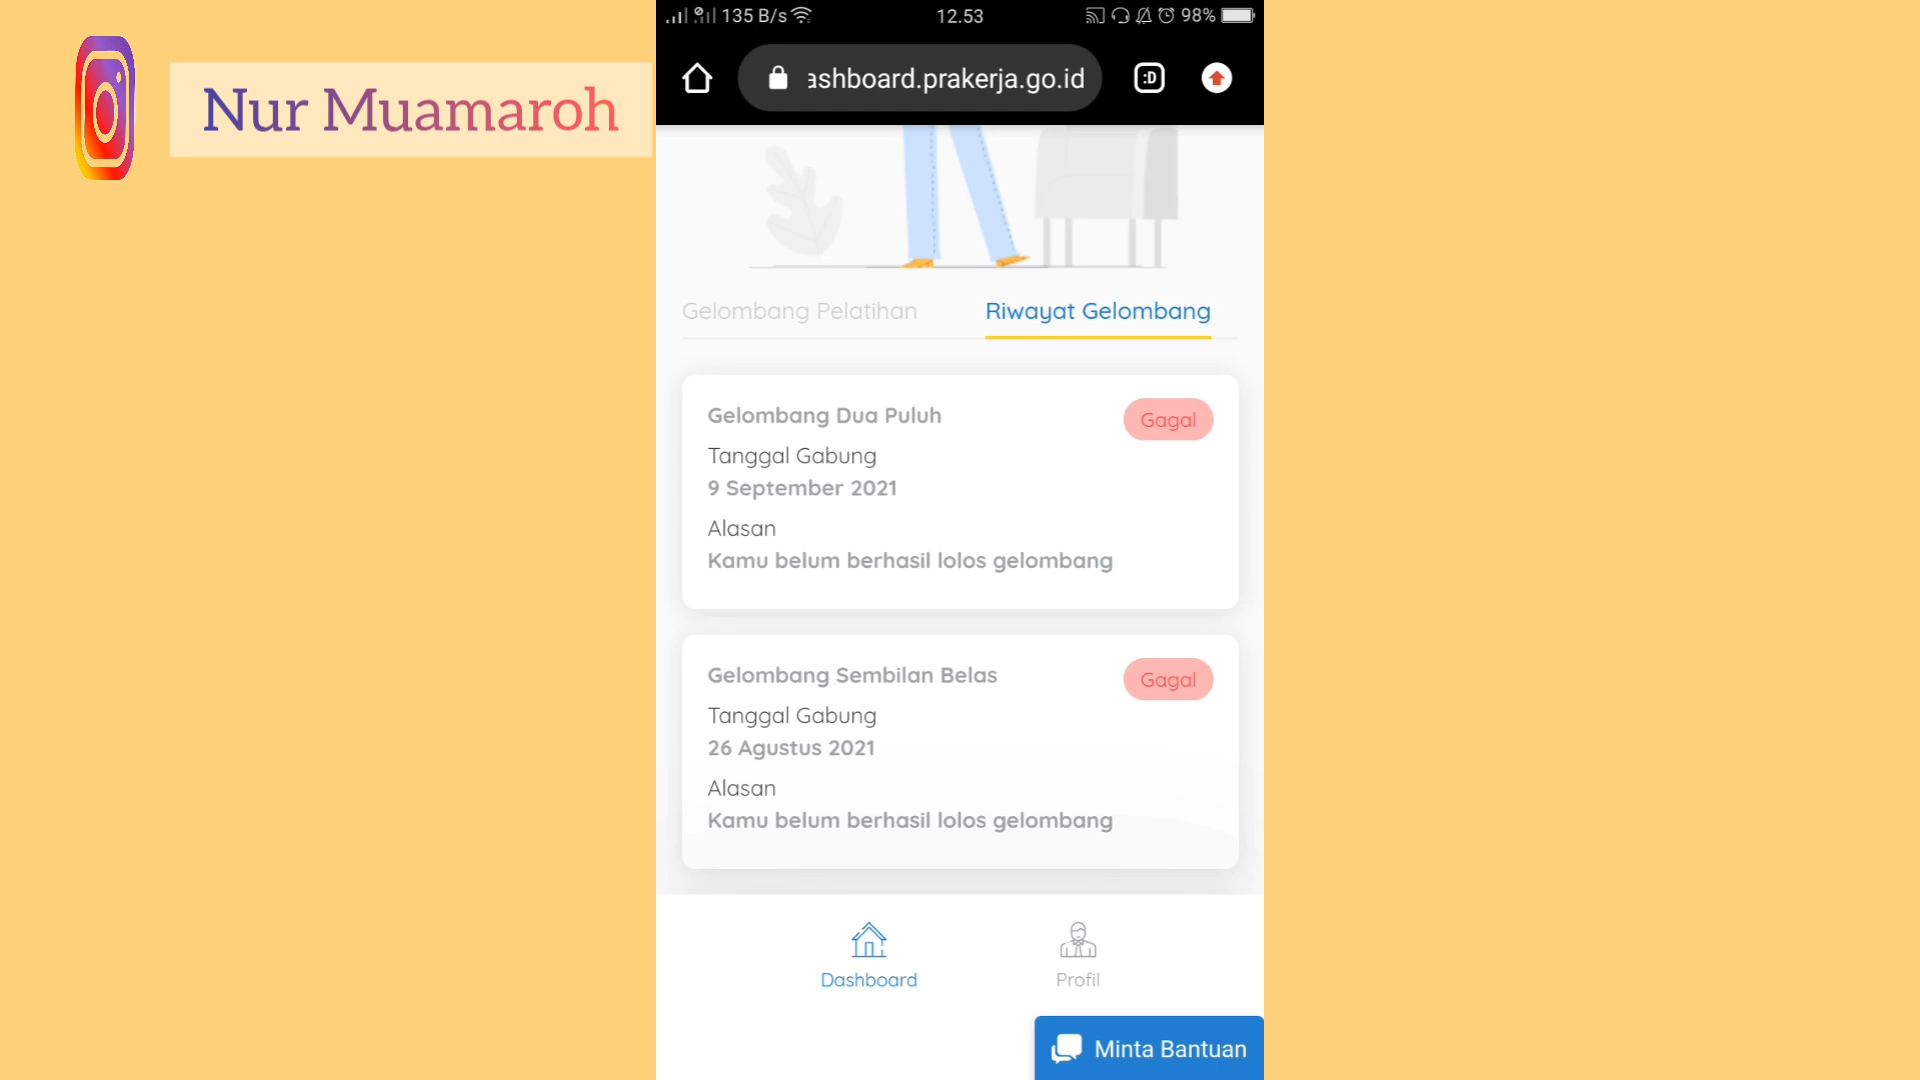 Nur Muamaroh
135 B/s 12.53 98%
ashboard.prakerja.go.id :D
Gelombang Pelatihan Riwayat Gelombang
Gelombang Dua Puluh Gagal
Tanggal Gabung
9 September 2021
Alasan
Kamu belum berhasil lolos gelombang
Gelombang Sembilan Belas Gagal
Tanggal Gabung
26 Agustus 2021
Alasan
Kamu belum berhasil lolos gelombang
Dashboard Profil
Minta Bantuan